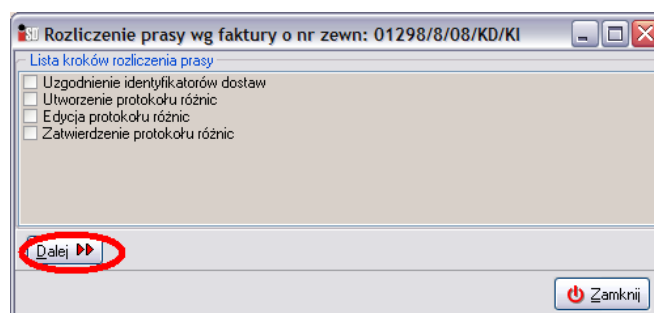 Rozliczenie prasy wg faktury o nr zewn: 01298/8/08/KD/KI
Lista kroków rozliczenia prasy
Uzgodnienie identyfikatorów dostaw
Utworzenie protokołu różnic
Edycja protokołu różnic
Zatwierdzenie protokołu różnic
Dalej
Zamknij